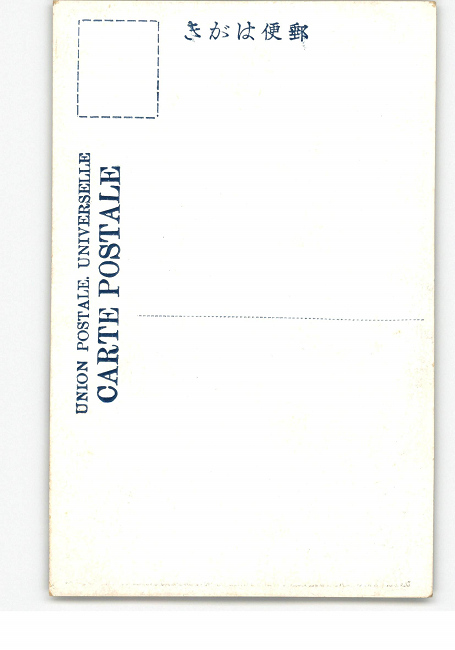 郵便はがき
UNION POSTALE. UNIVERSELLE
CARTE POSTALE